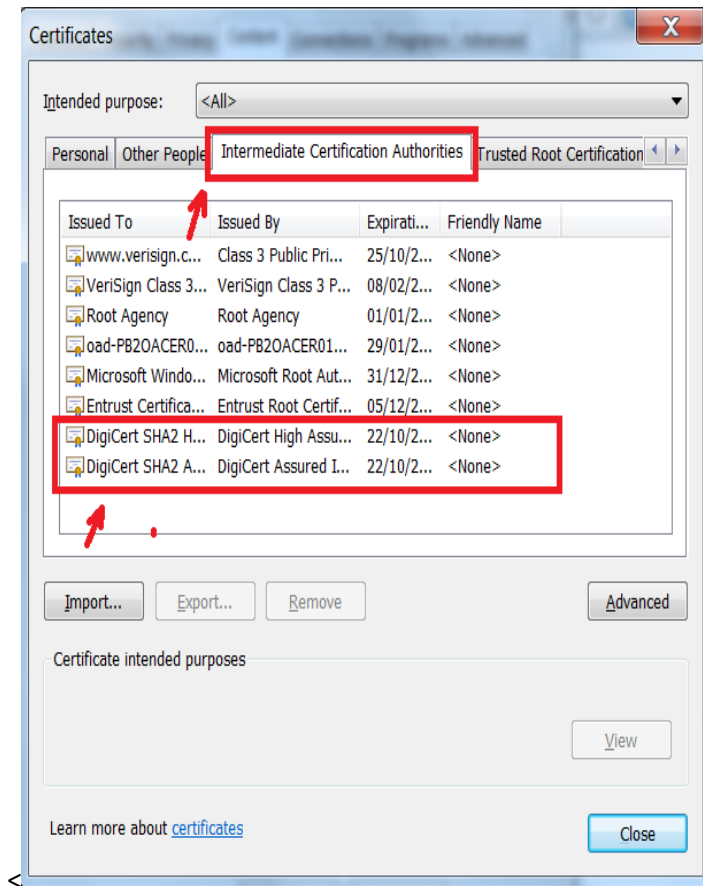 Certificates
Intended purpose: <All>
Personal Other People Intermediate Certification Authorities Trusted Root Certification
Issued To Issued By Expirati... Friendly Name
www.verisign.c... Class 3 Public Pri... 25/10/2... <None>
VeriSign Class 3... VeriSign Class 3 P... 08/02/2... <None>
Root Agency Root Agency 01/01/2... <None>
oad-PB2OACER0... oad-PB2OACER01... 29/01/2... <None>
Microsoft Windo... Microsoft Root Aut... 31/12/2... <None>
Entrust Certifica... Entrust Root Certif... 05/12/2... <None>
DigiCert SHA2 H... DigiCert High Assu... 22/10/2... <None>
DigiCert SHA2 A... DigiCert Assured I... 22/10/2... <None>
Import... Export... Remove Advanced
Certificate intended purposes
View
Learn more about certificates
Close
<